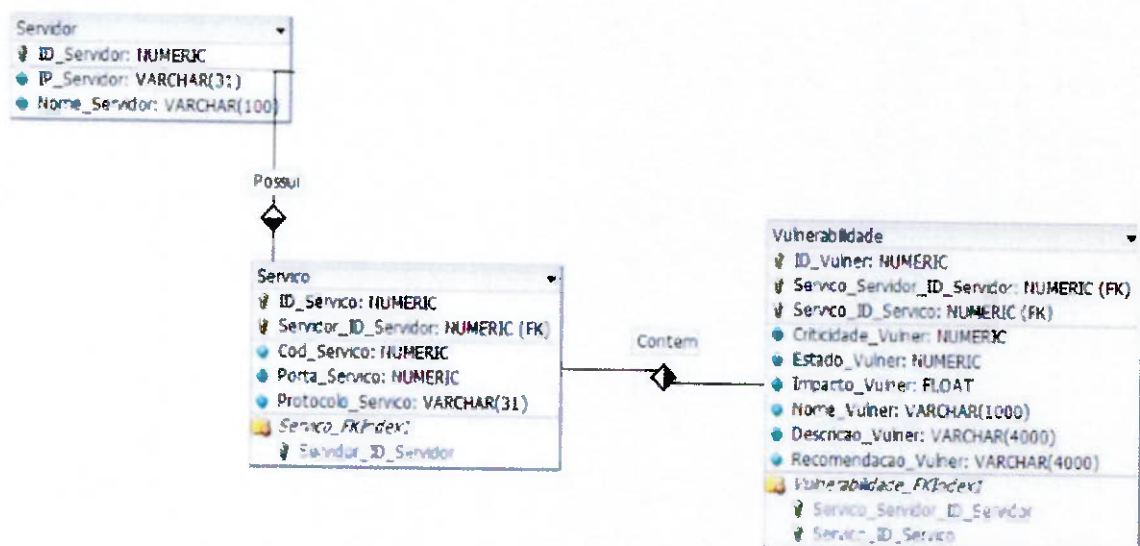 Servidor
ID_Servidor: NUMERIC
IP_Servidor: VARCHAR(31)
Nome_Servidor: VARCHAR(100)
Possui
Servico
ID_Servico: NUMERIC
Servidor_ID_Servidor: NUMERIC (FK)
Cod_Servico: NUMERIC
Porta_Servico: NUMERIC
Protocolo_Servico: VARCHAR(31)
Servico_FKIndex1
Servidor_ID_Servidor
Contem
Vulnerabilidade
ID_Vulner: NUMERIC
Servico_Servidor_ID_Servidor: NUMERIC (FK)
Servico_ID_Servico: NUMERIC (FK)
Criticidade_Vulner: NUMERIC
Estado_Vulner: NUMERIC
Impacto_Vulner: FLOAT
Nome_Vulner: VARCHAR(1000)
Descricao_Vulner: VARCHAR(4000)
Recomendacao_Vulner: VARCHAR(4000)
Vulnerabilidade_FKIndex1
Servico_Servidor_ID_Servidor
Servico_ID_Servico